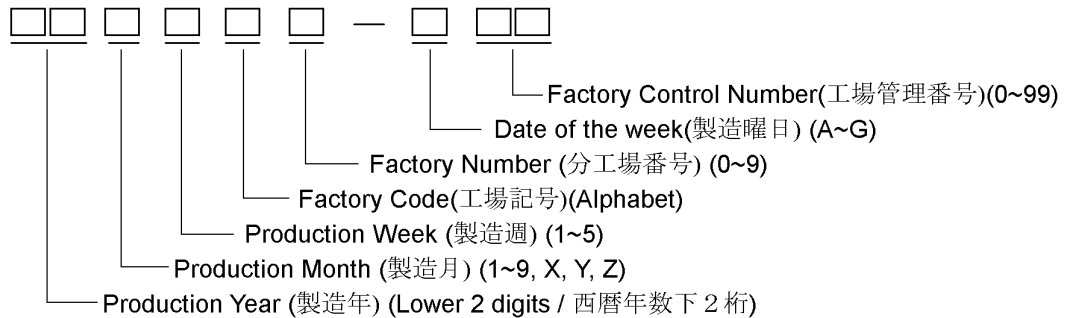 Factory Control Number(工場管理番号)(0~99)
Date of the week(製造曜日) (A~G)
Factory Number (分工場番号) (0~9)
Factory Code(工場記号)(Alphabet)
Production Week (製造週) (1~5)
Production Month (製造月) (1~9, X, Y, Z)
Production Year (製造年) (Lower 2 digits / 西暦年数下２桁)